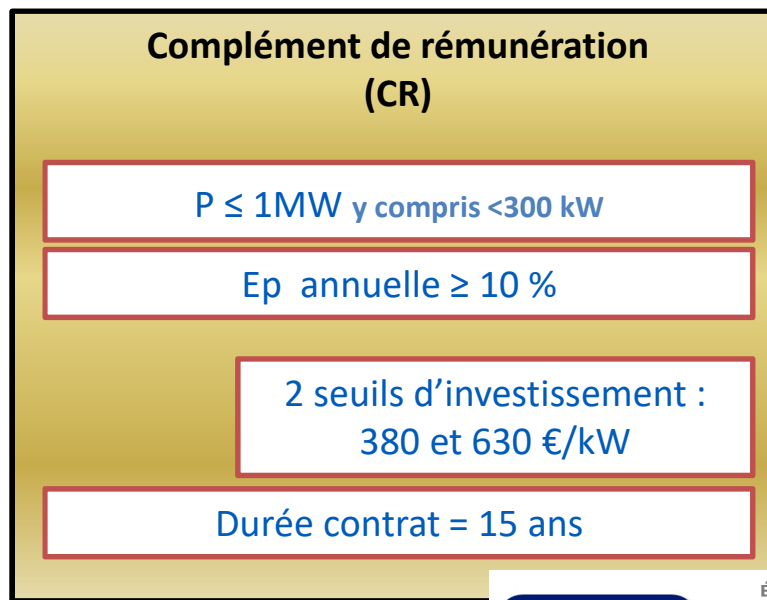 Complément de rémunération
(CR)
P ≤ 1MW y compris <300 kW
Ep annuelle ≥ 10 %
2 seuils d’investissement :
380 et 630 €/kW
Durée contrat = 15 ans
É